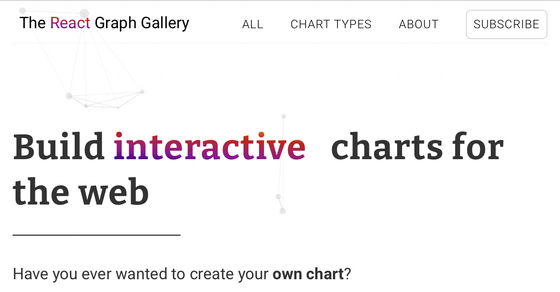 The React Graph Gallery ALL CHART TYPES ABOUT SUBSCRIBE
Build interactive charts for
the web
Have you ever wanted to create your own chart?